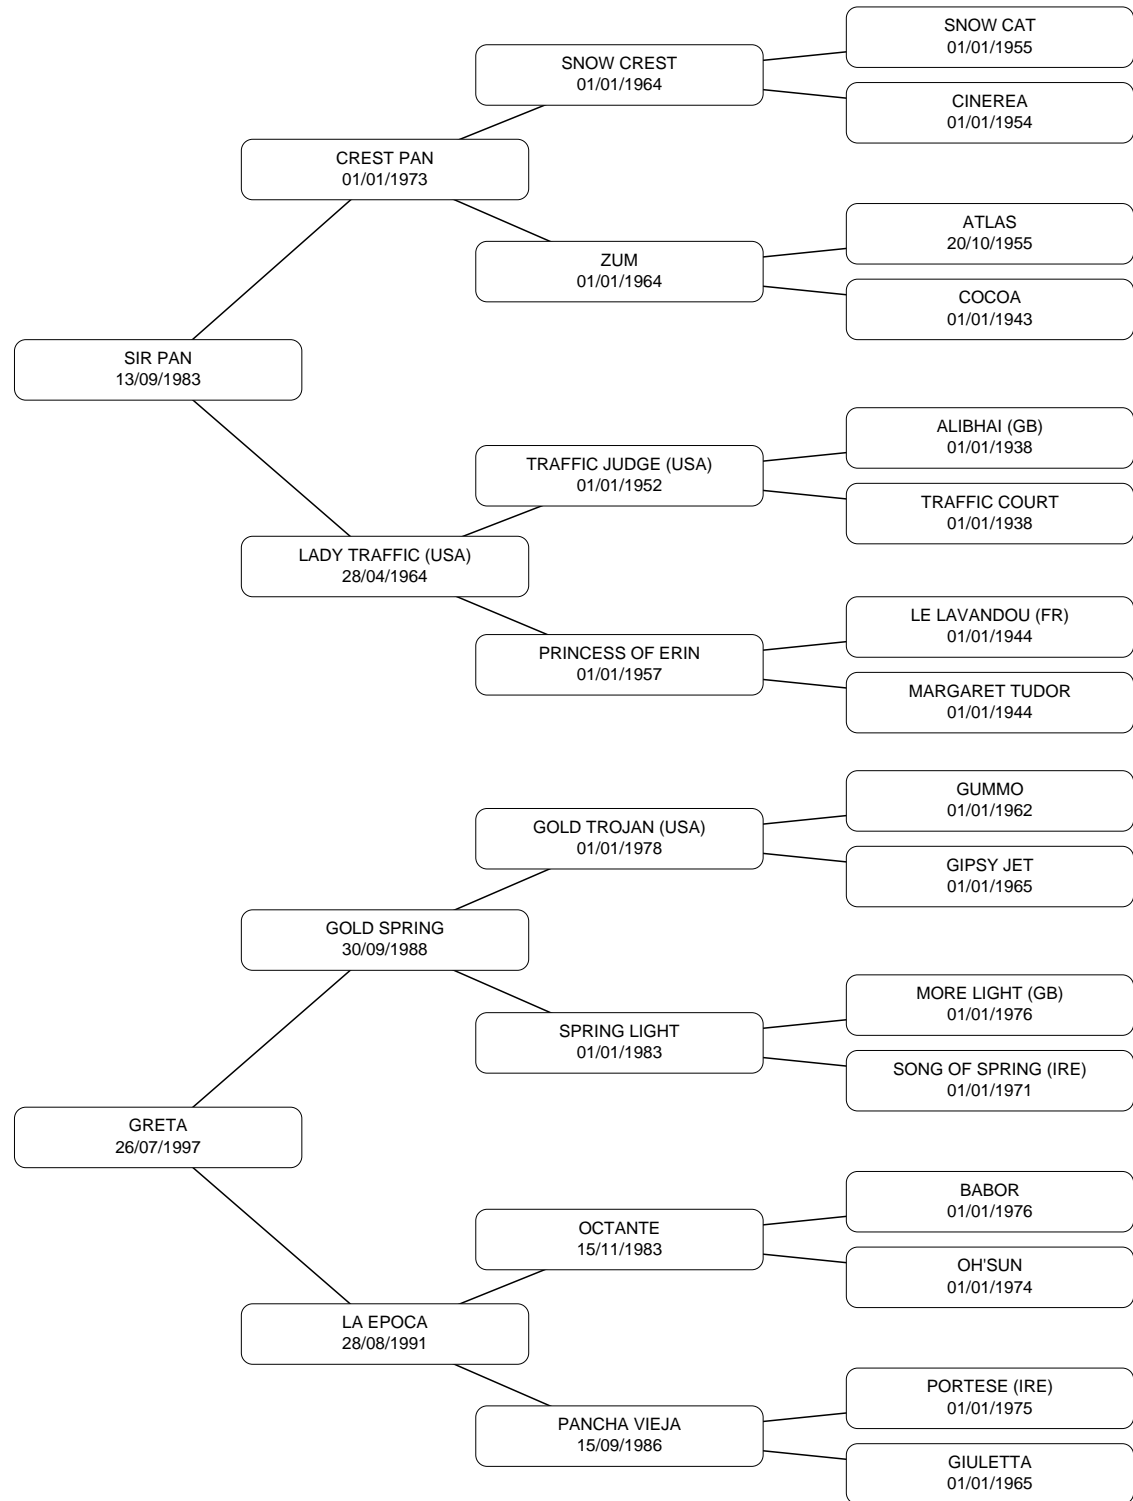 SNOW CAT
01/01/1955
SNOW CREST
01/01/1964
CINEREA
01/01/1954
CREST PAN
01/01/1973
ATLAS
20/10/1955
ZUM
01/01/1964
COCOA
01/01/1943
SIR PAN
13/09/1983
ALIBHAI (GB)
01/01/1938
TRAFFIC JUDGE (USA)
01/01/1952
TRAFFIC COURT
01/01/1938
LADY TRAFFIC (USA)
28/04/1964
LE LAVANDOU (FR)
01/01/1944
PRINCESS OF ERIN
01/01/1957
MARGARET TUDOR
01/01/1944
GUMMO
01/01/1962
GOLD TROJAN (USA)
01/01/1978
GIPSY JET
01/01/1965
GOLD SPRING
30/09/1988
MORE LIGHT (GB)
01/01/1976
SPRING LIGHT
01/01/1983
SONG OF SPRING (IRE)
01/01/1971
GRETA
26/07/1997
BABOR
01/01/1976
OCTANTE
15/11/1983
OH'SUN
01/01/1974
LA EPOCA
28/08/1991
PORTESE (IRE)
01/01/1975
PANCHA VIEJA
15/09/1986
GIULETTA
01/01/1965